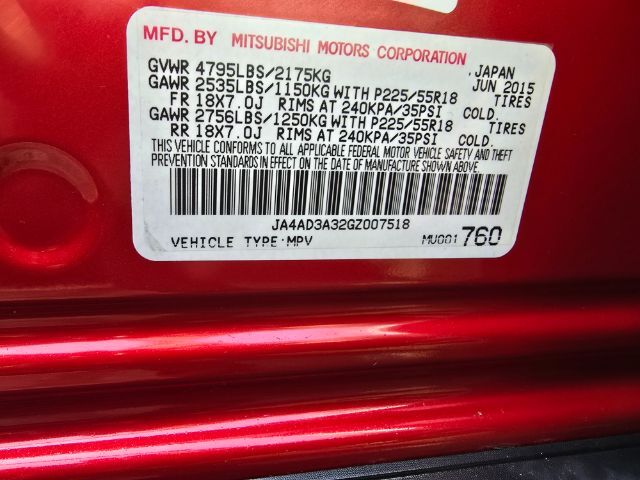 MFD. BY MITSUBISHI MOTORS CORPORATION
GVWR 4795LBS/2175KG , JAPAN
GAWR 2535LBS/1150KG WITH P225/55R18 JUN 2015
FR 18X7.0J RIMS AT 240KPA/35PSI COLD. TIRES
GAWR 2756LBS/1250KG WITH P225/55R18
RR 18X7.0J RIMS AT 240KPA/35PSI COLD. TIRES
THIS VEHICLE CONFORMS TO ALL APPLICABLE FEDERAL MOTOR VEHICLE SAFETY AND THEFT
PREVENTION STANDARDS IN EFFECT ON THE DATE OF MANUFACTURE SHOWN ABOVE.
JA4AD3A32GZ007518
VEHICLE TYPE:MPV MU001 760